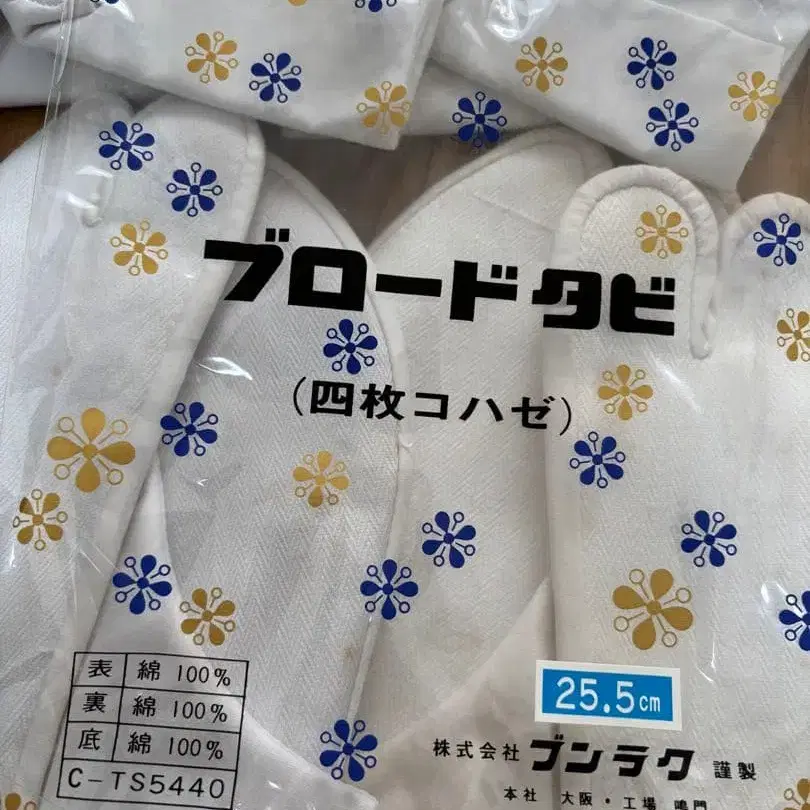 ブロードタビ
(四枚コハゼ)
表 綿 100%
裏 綿 100%
底 綿 100%
C-TS5440
25.5cm
株式会社 ブンラク 謹製
本社 大阪・工場 鳴門